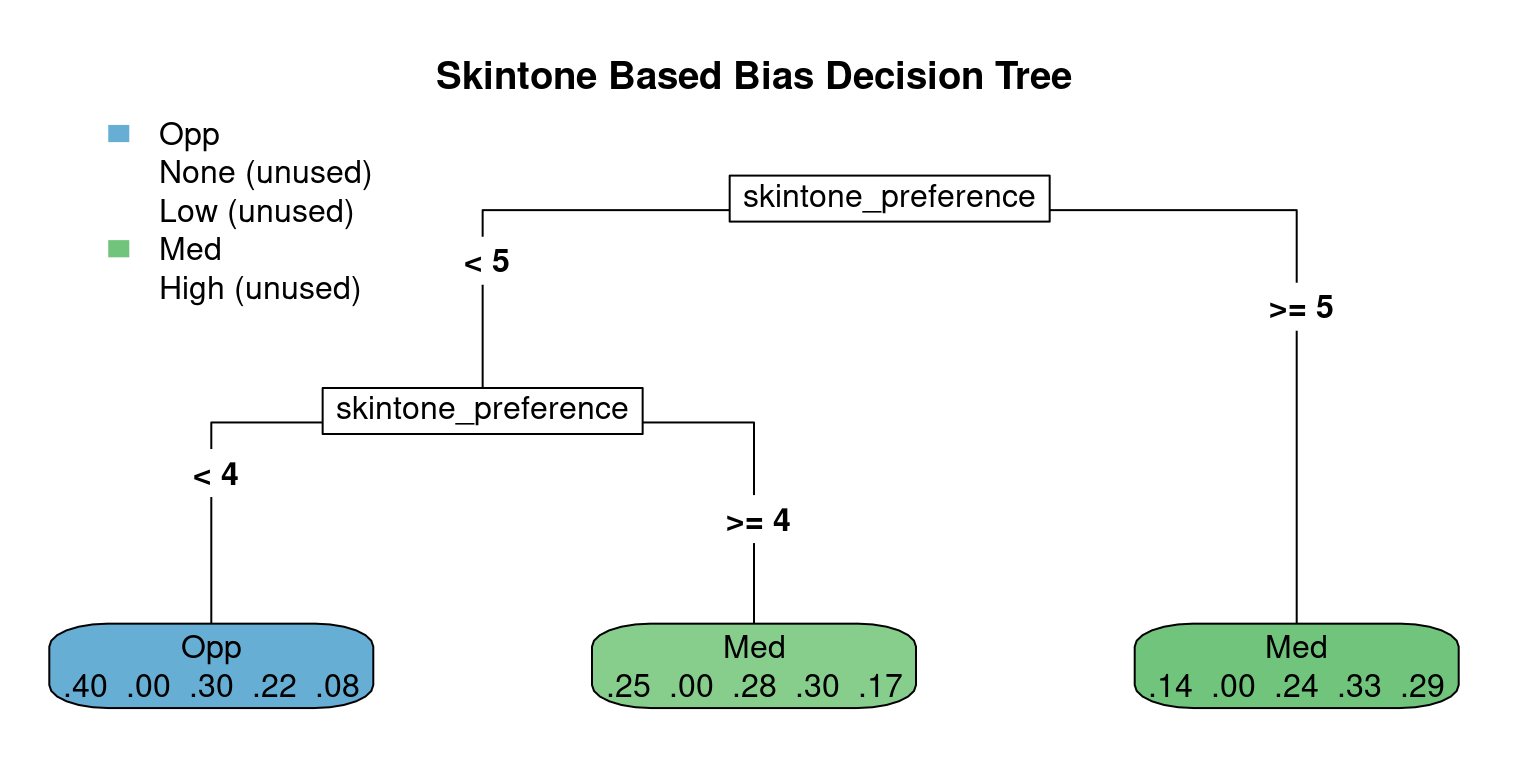 Skintone Based Bias Decision Tree
Opp
None (unused)
Low (unused)
Med
High (unused)
skintone_preference
< 5
>= 5
skintone_preference
< 4
>= 4
Opp
.40 .00 .30 .22 .08
Med
.25 .00 .28 .30 .17
Med
.14 .00 .24 .33 .29